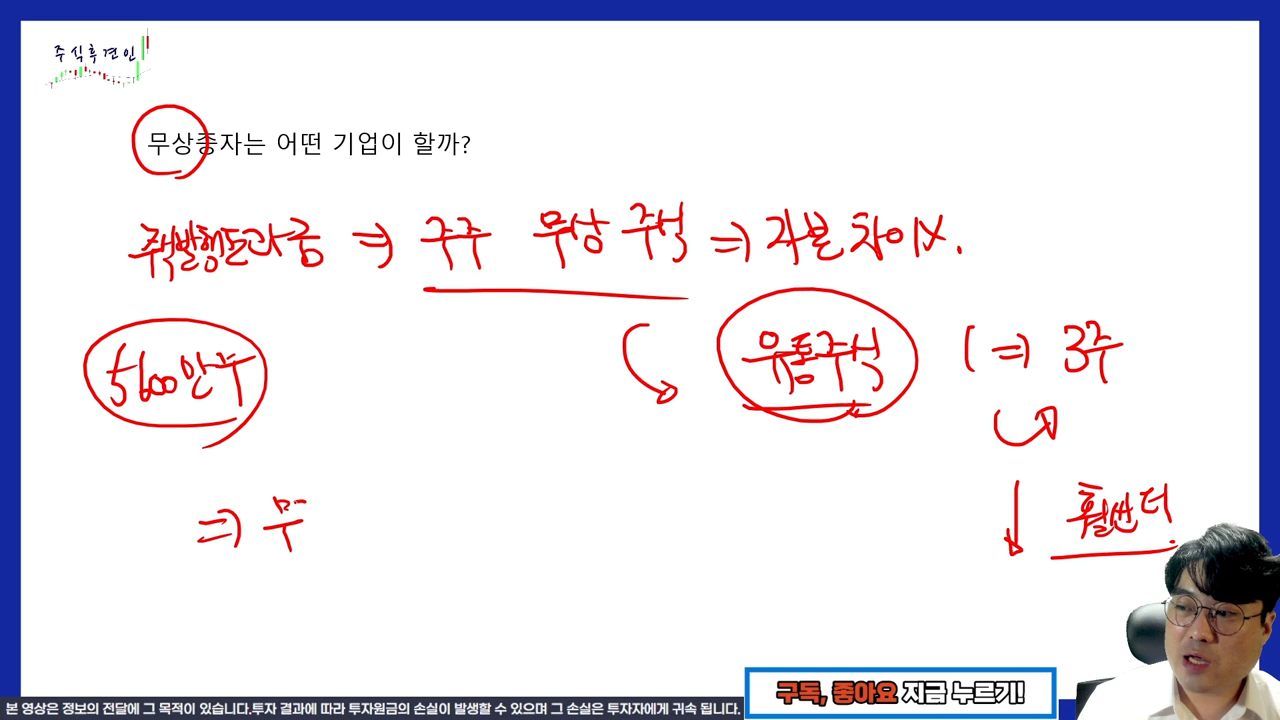 주식후견인
무상증자는 어떤 기업이 할까?
주식발행초과금 ⇒ 구주 무상 주식 ⇒ 자본 차이X.
5600만주
유통주식 1 ⇒ 3주
⇒ 무
훨씬 더
구독, 좋아요 지금 누르기!
본 영상은 정보의 전달에 그 목적이 있습니다.투자 결과에 따라 투자원금의 손실이 발생할 수 있으며 그 손실은 투자자에게 귀속 됩니다.